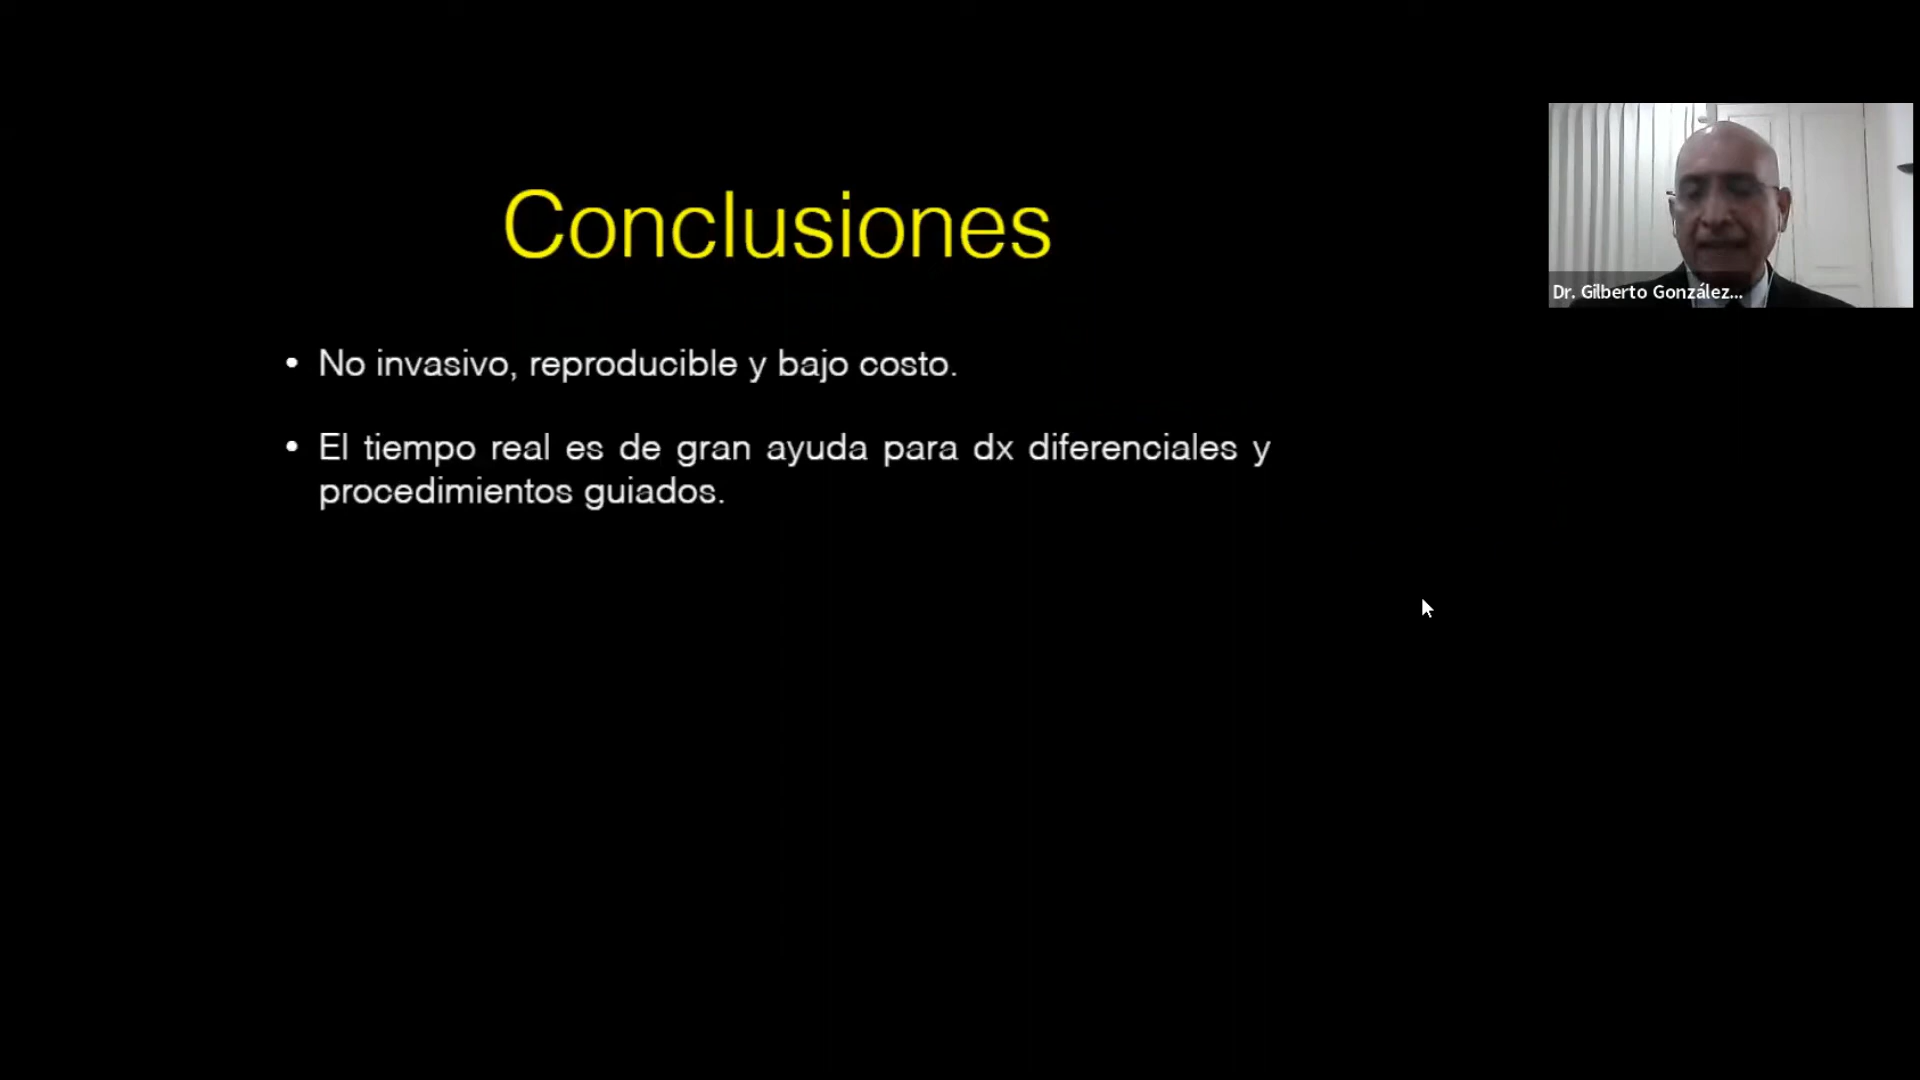 Conclusiones
• No invasivo, reproducible y bajo costo.
• El tiempo real es de gran ayuda para dx diferenciales y
procedimientos guiados.
Dr. Gilberto González...